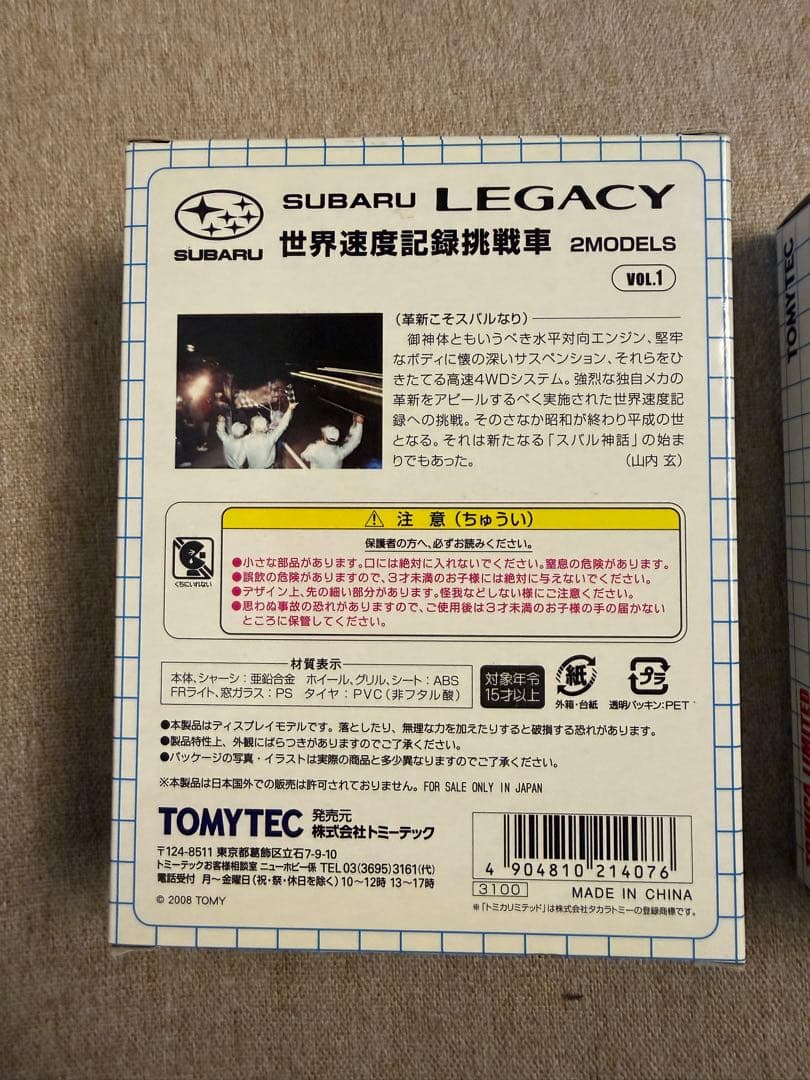 SUBARU
SUBARU LEGACY
世界速度記録挑戦車 2MODELS
VOL.1
(革新こそスバルなり)
御神体ともいうべき水平対向エンジン、堅牢
なボディに懐の深いサスペンション、それらをひ
きたてる高速4WDシステム。強烈な独自メカの
革新をアピールするべく実施された世界速度記
録への挑戦。そのさなか昭和が終わり平成の世
となる。それは新たなる「スバル神話」の始ま
りでもあった。 (山内 玄)
くちにいれない
⚠ 注 意(ちゅうい)
保護者の方へ、必ずお読みください。
●小さな部品があります。口には絶対に入れないでください。窒息の危険があります。
●誤飲の危険がありますので、3才未満のお子様には絶対に与えないでください。
●デザイン上、先の細い部分があります。怪我などしない様にご注意ください。
●思わぬ事故の恐れがありますので、ご使用後は3才未満のお子様の手の届かない
ところに保管してください。
材質表示
本体、シャーシ:亜鉛合金 ホイール、グリル、シート:ABS
FRライト、窓ガラス:PS タイヤ:PVC(非フタル酸)
対象年令
15才以上
紙
外箱・台紙
プラ
透明パッキン:PET
●本製品はディスプレイモデルです。落としたり、無理な力を加えたりすると破損する恐れがあります。
●製品特性上、外観にばらつきがありますのでご了承ください。
●パッケージの写真・イラストは実際の商品と多少異なりますのでご了承ください。
※本製品は日本国外での販売は許可されておりません。FOR SALE ONLY IN JAPAN
TOMYTEC 発売元
株式会社トミーテック
〒124-8511 東京都葛飾区立石7-9-10
トミーテックお客様相談室 ニューホビー係 TEL 03(3695)3161(代)
電話受付 月〜金曜日(祝・祭・休日を除く)10〜12時 13〜17時
© 2008 TOMY
4 904810 214076
3100
MADE IN CHINA
※「トミカリミテッド」は株式会社タカラトミーの登録商標です。
TOMYTEC